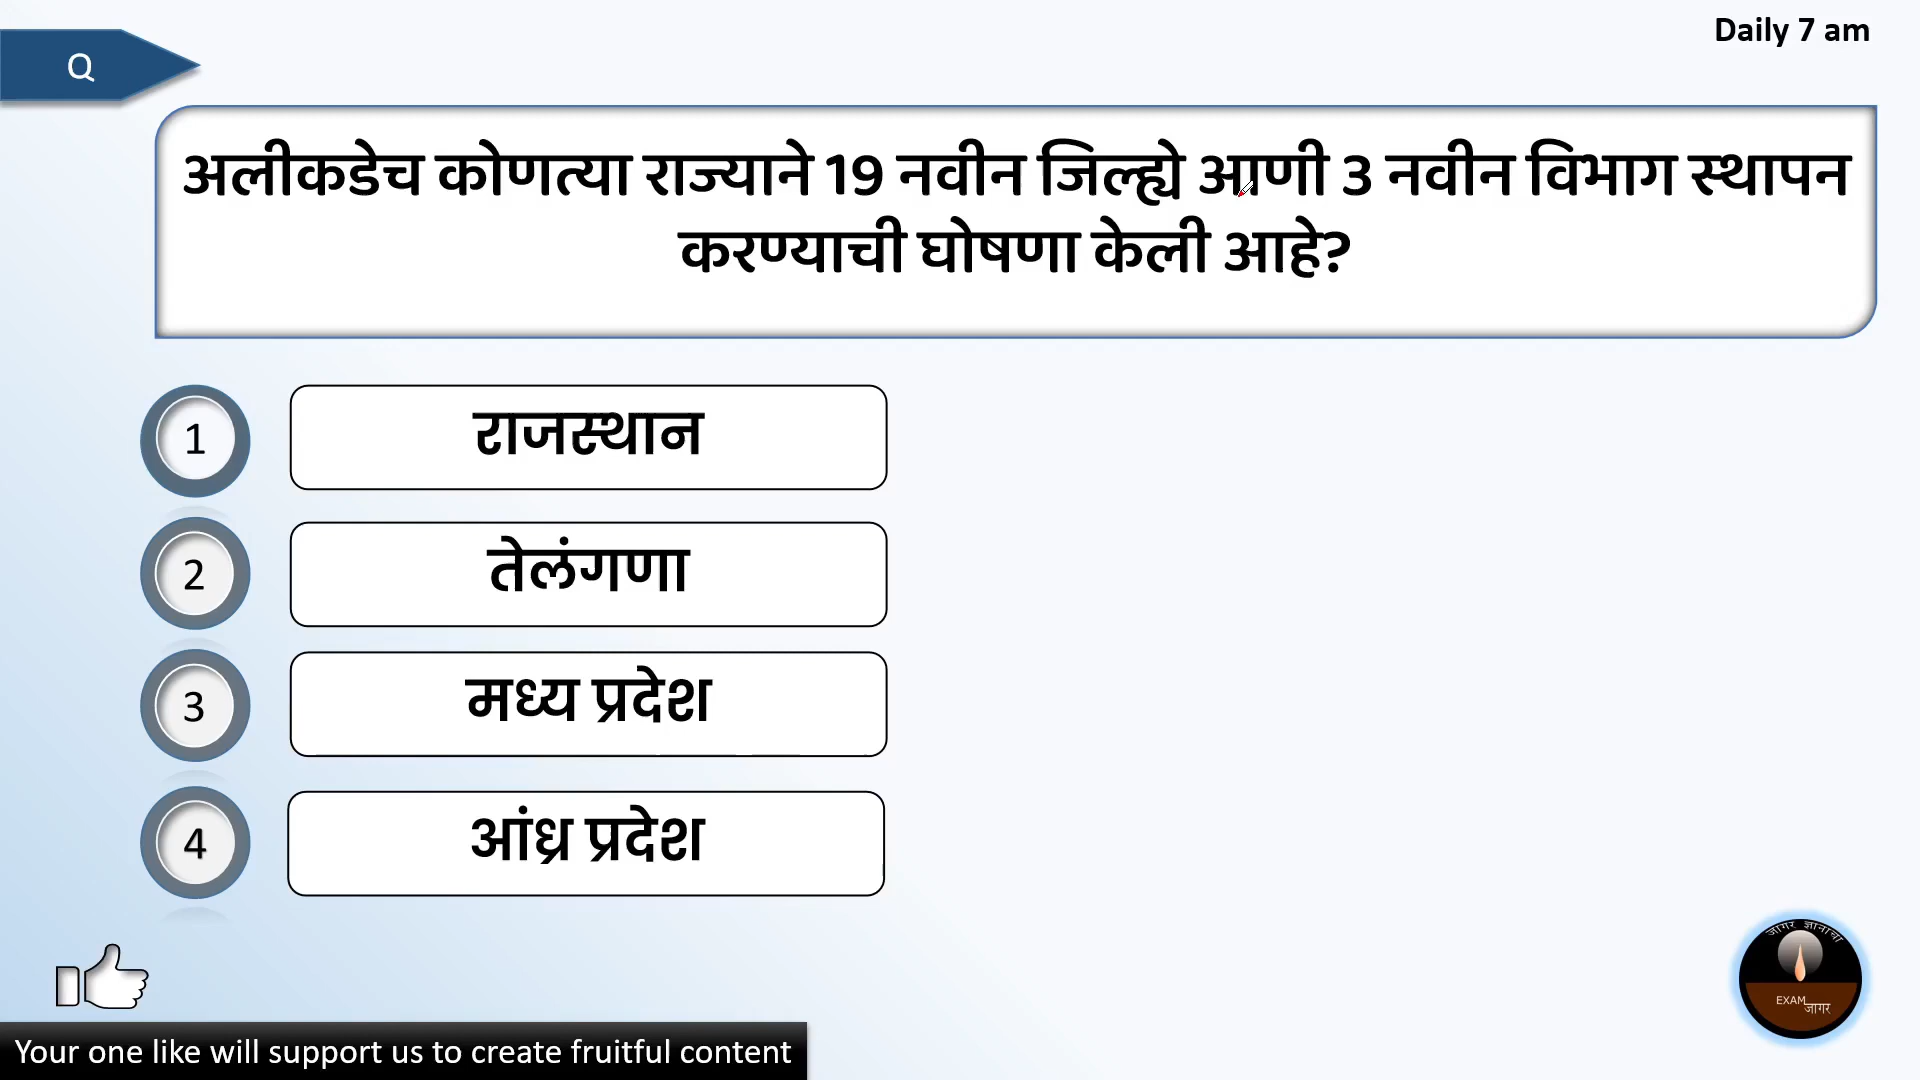 Daily 7 am
Q
अलीकडेच कोणत्या राज्याने 19 नवीन जिल्ह्ये आणी 3 नवीन विभाग स्थापन
करण्याची घोषणा केली आहे?
1 राजस्थान
2 तेलंगणा
3 मध्य प्रदेश
4 आंध्र प्रदेश
जागर ज्ञानाचा
EXAM जागर
Your one like will support us to create fruitful content